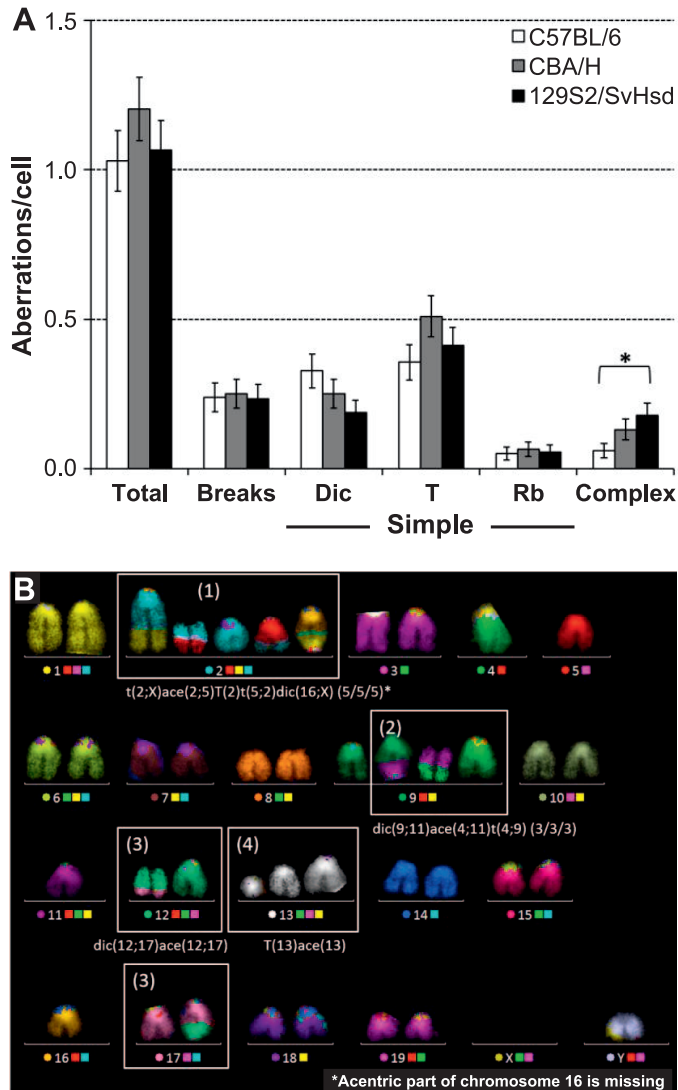 A
1.5
C57BL/6
CBA/H
129S2/SvHsd
1.0
Aberrations/cell
0.5
*
0.0
Total Breaks Dic T Rb Complex
Simple
B
(1)
1 2 3 4 5
t(2;X)ace(2;5)T(2)t(5;2)dic(16;X) (5/5/5)*
(2)
6 7 8 9 10
dic(9;11)ace(4;11)t(4;9) (3/3/3)
(3) (4)
11 12 13 14 15
dic(12;17)ace(12;17) T(13)ace(13)
(3)
16 17 18 19 X Y
*Acentric part of chromosome 16 is missing